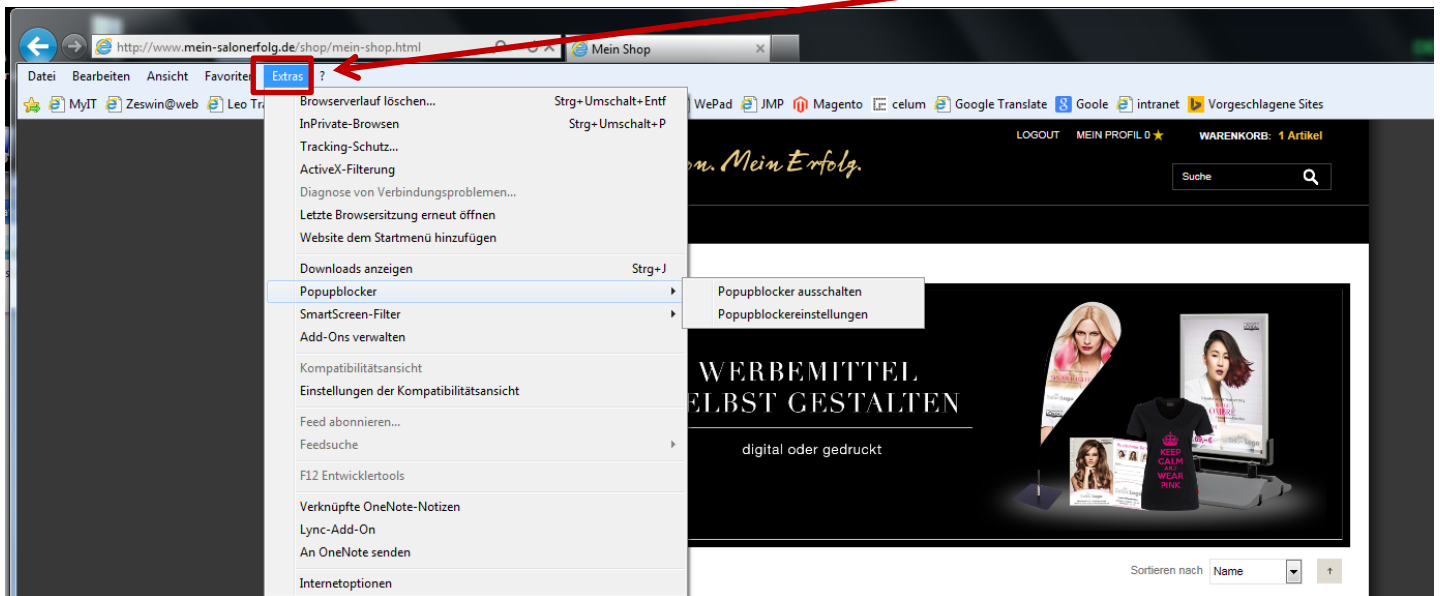 http://www.mein-salonerfolg.de/shop/mein-shop.html
Mein Shop
Datei Bearbeiten Ansicht Favoriten Extras ?
MyIT Zeswin@web Leo WePad JMP Magento celum Google Translate Goole intranet Vorgeschlagene Sites
Browserverlauf löschen... Strg+Umschalt+Entf
InPrivate-Browsen Strg+Umschalt+P
Tracking-Schutz...
ActiveX-Filterung
Diagnose von Verbindungsproblemen...
Letzte Browsersitzung erneut öffnen
Website dem Startmenü hinzufügen
Downloads anzeigen Strg+J
Popupblocker
SmartScreen-Filter
Add-Ons verwalten
Kompatibilitätsansicht
Einstellungen der Kompatibilitätsansicht
Feed abonnieren...
Feedsuche
F12 Entwicklertools
Verknüpfte OneNote-Notizen
Lync-Add-On
An OneNote senden
Internetoptionen
Popupblocker ausschalten
Popupblockereinstellungen
LOGOUT MEIN PROFIL 0 WARENKORB: 1 Artikel
on. Mein Erfolg.
Suche
WERBEMITTEL
ELBST GESTALTEN
digital oder gedruckt
KEEP
CALM
AND
WEAR
PINK
Sortieren nach Name